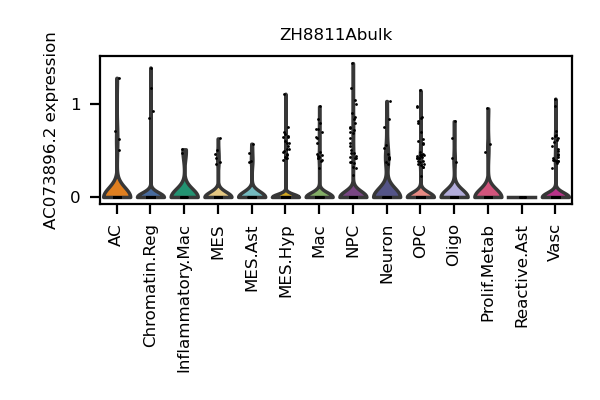 ZH8811Abulk
AC073896.2 expression
1
0
AC
Chromatin.Reg
Inflammatory.Mac
MES
MES.Ast
MES.Hyp
Mac
NPC
Neuron
OPC
Oligo
Prolif.Metab
Reactive.Ast
Vasc